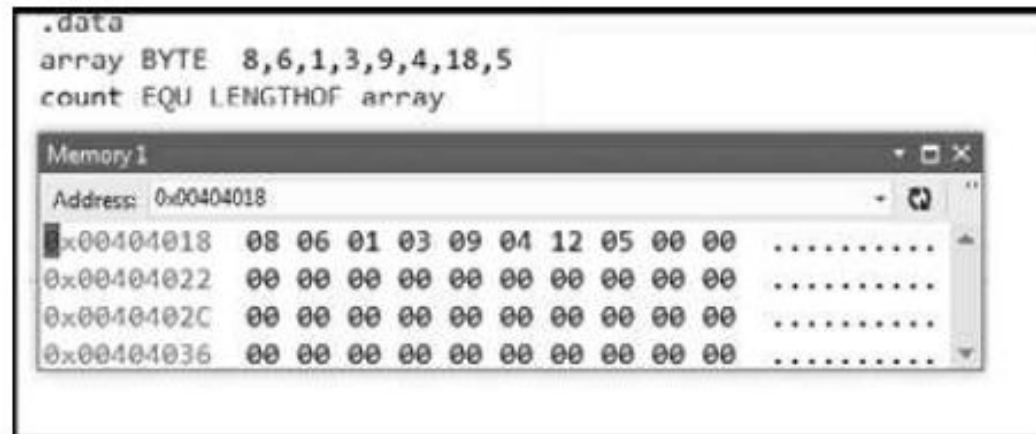 .data
array BYTE 8,6,1,3,9,4,18,5
count EQU LENGTHOF array
Memory 1
Address: 0x00404018
0x00404018 08 06 01 03 09 04 12 05 00 00 ..........
0x00404022 00 00 00 00 00 00 00 00 00 00 ..........
0x0040402C 00 00 00 00 00 00 00 00 00 00 ..........
0x00404036 00 00 00 00 00 00 00 00 00 00 ..........